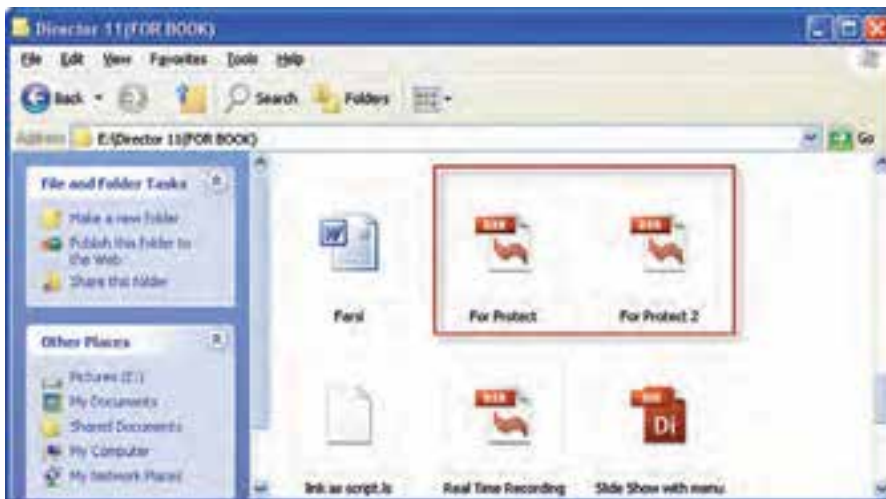 Director 11(FOR BOOK)
File Edit View Favorites Tools Help
Back Search Folders
Address E:\Director 11(FOR BOOK) Go
File and Folder Tasks
Make a new folder
Publish this folder to
the Web
Share this folder
Other Places
Pictures (E:)
My Documents
Shared Documents
My Computer
My Network Places
Farsi
For Protect
For Protect 2
link as script.ls
Real Time Recording
Slide Show with menu
Di